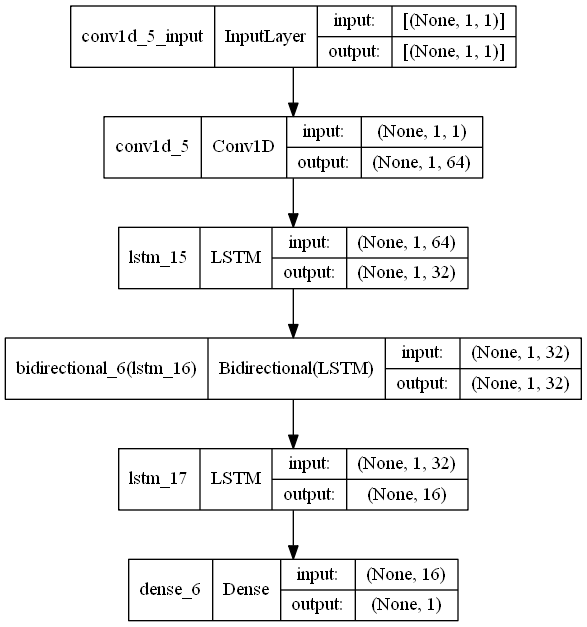 conv1d_5_input InputLayer input: [(None, 1, 1)]
output: [(None, 1, 1)]
conv1d_5 Conv1D input: (None, 1, 1)
output: (None, 1, 64)
lstm_15 LSTM input: (None, 1, 64)
output: (None, 1, 32)
bidirectional_6(lstm_16) Bidirectional(LSTM) input: (None, 1, 32)
output: (None, 1, 32)
lstm_17 LSTM input: (None, 1, 32)
output: (None, 16)
dense_6 Dense input: (None, 16)
output: (None, 1)